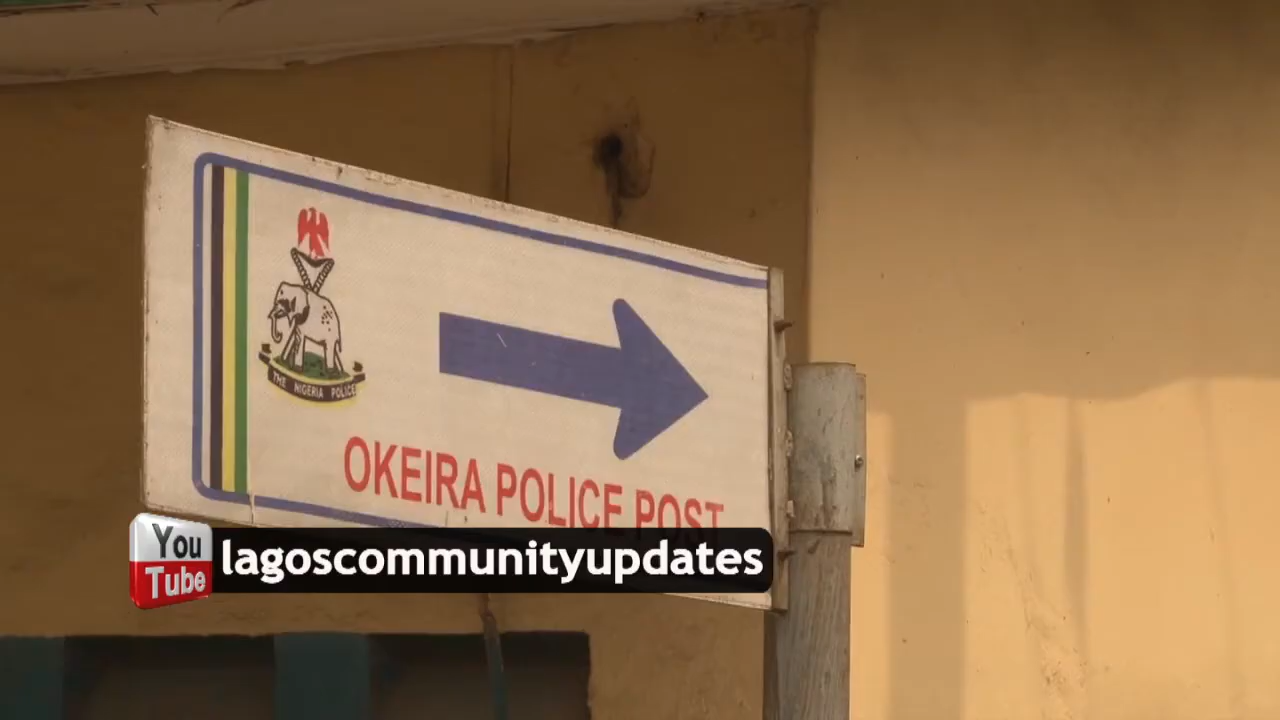 THE NIGERIA POLICE
OKEIRA POLICE POST
You
Tube
lagoscommunityupdates